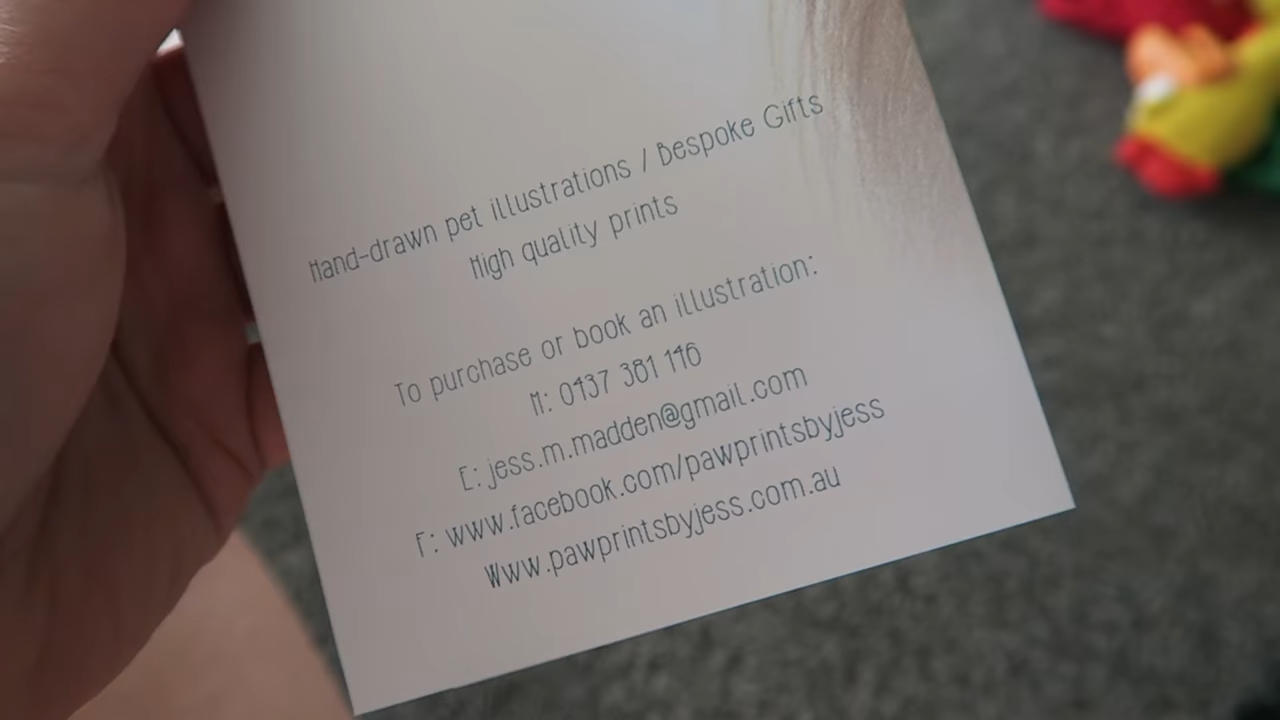 Hand-drawn pet illustrations / Bespoke Gifts
High quality prints
To purchase or book an illustration:
M: 0437 381 146
E: jess.m.madden@gmail.com
F: www.facebook.com/pawprintsbyjess
Www.pawprintsbyjess.com.au